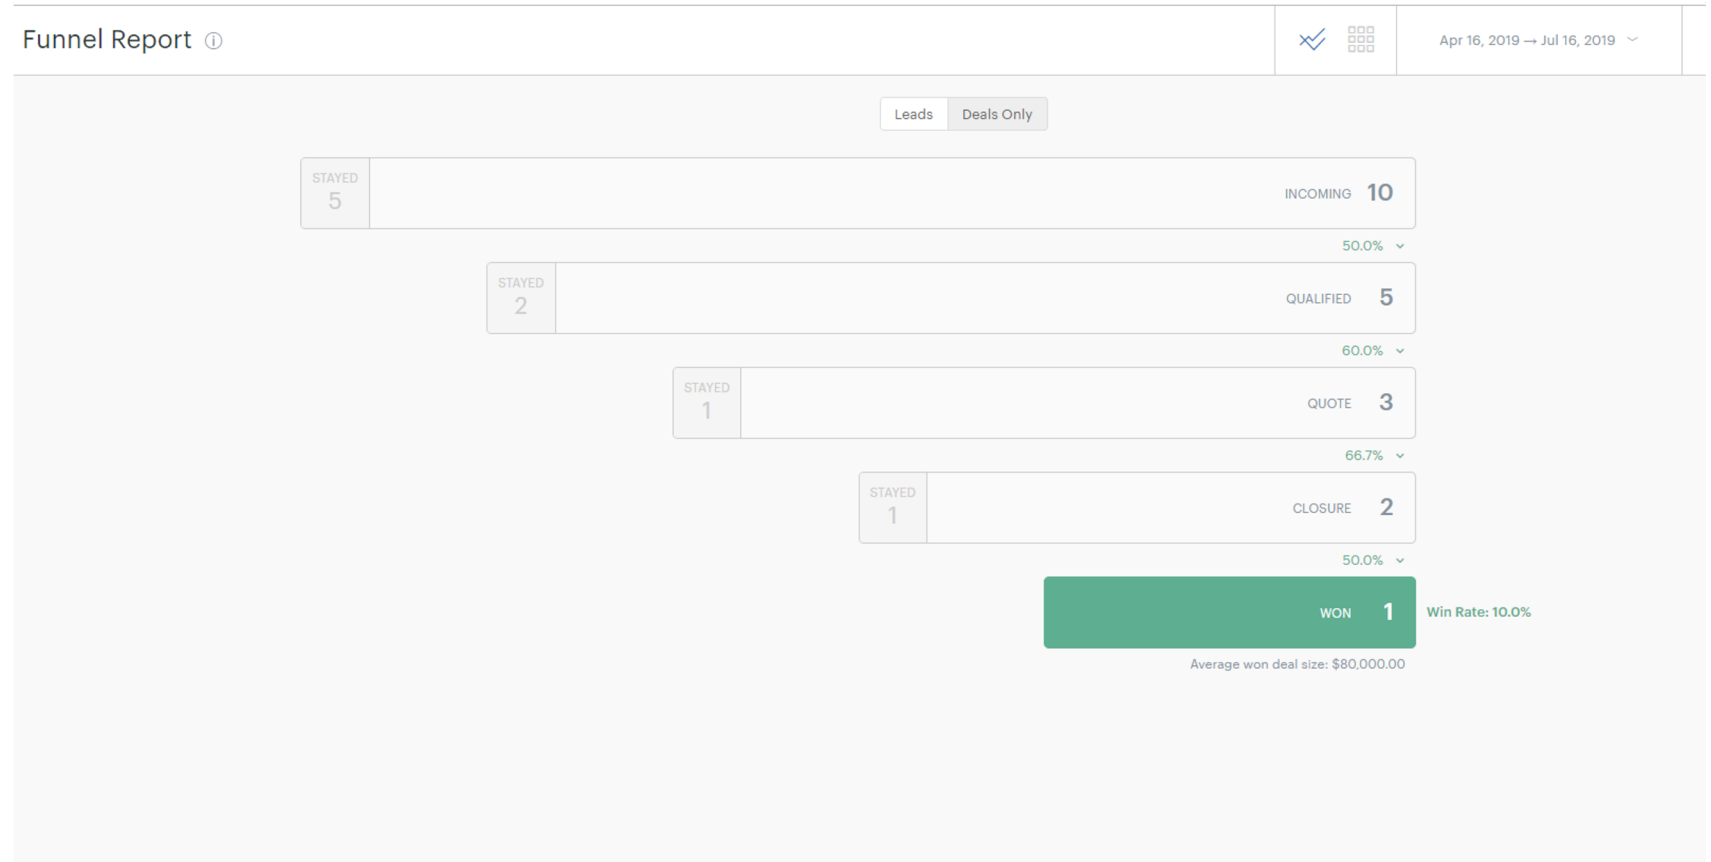 Funnel Report
Apr 16, 2019 → Jul 16, 2019
Leads Deals Only
STAYED
5
INCOMING 10
50.0%
STAYED
2
QUALIFIED 5
60.0%
STAYED
1
QUOTE 3
66.7%
STAYED
1
CLOSURE 2
50.0%
WON 1
Win Rate: 10.0%
Average won deal size: $80,000.00